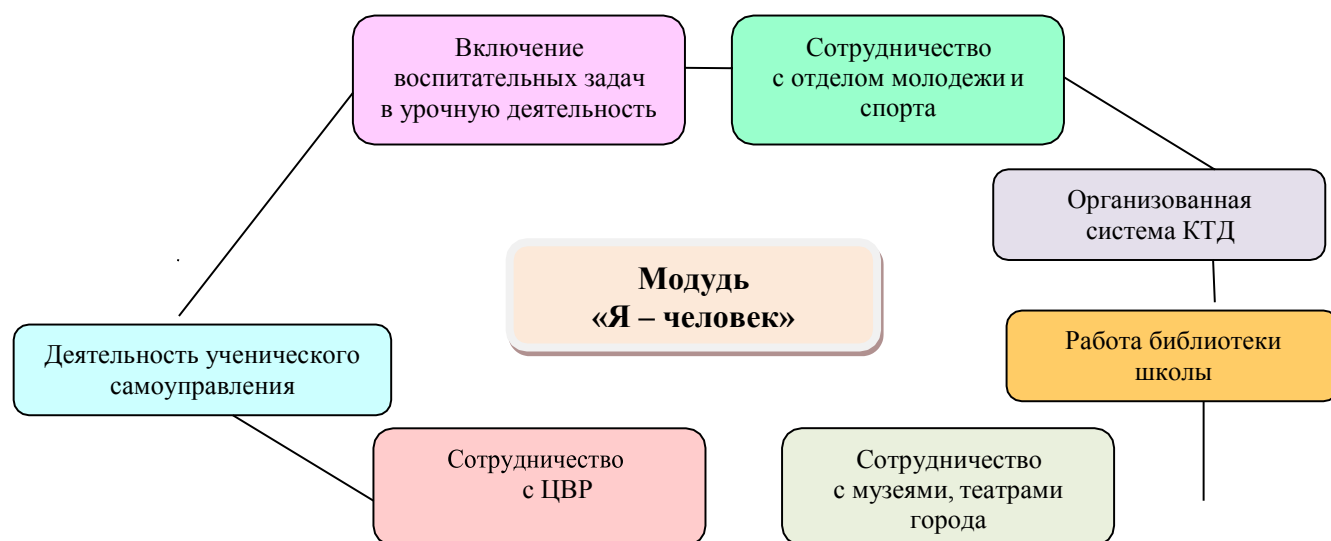 Включение
воспитательных задач
в урочную деятельность
Сотрудничество
с отделом молодежи и
спорта
Организованная
система КТД
Модудь
«Я – человек»
Деятельность ученического
самоуправления
Работа библиотеки
школы
Сотрудничество
с ЦВР
Сотрудничество
с музеями, театрами
города